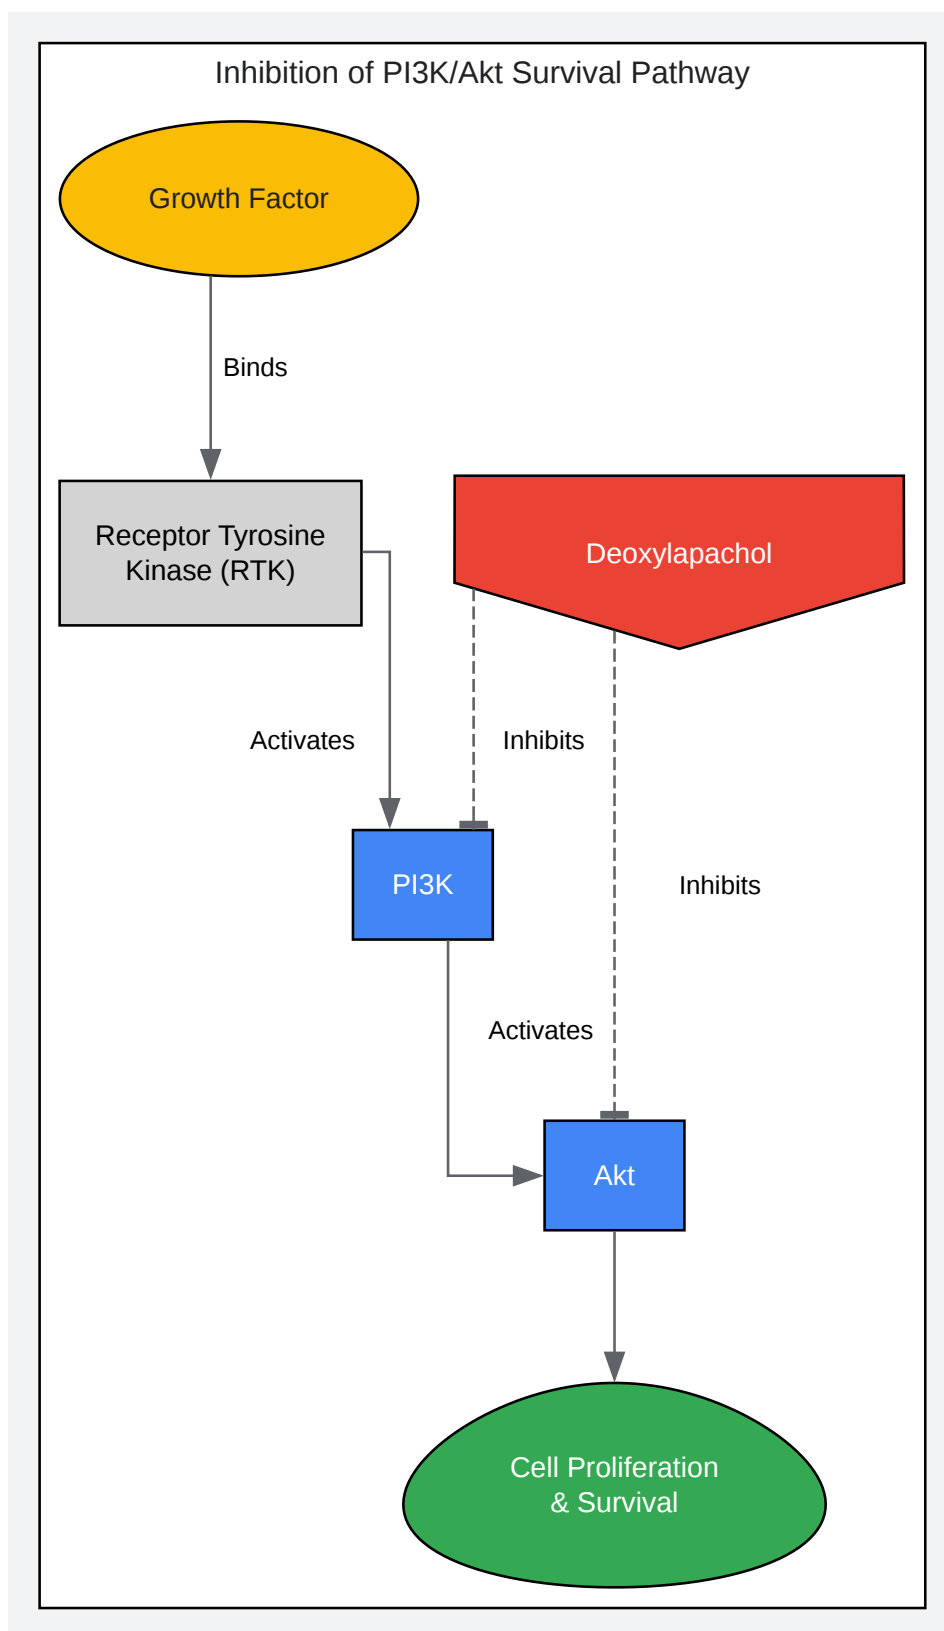 Inhibition of PI3K/Akt Survival Pathway
Growth Factor
Binds
Receptor Tyrosine
Kinase (RTK)
Deoxylapachol
Activates
Inhibits
PI3K
Inhibits
Activates
Akt
Cell Proliferation
& Survival